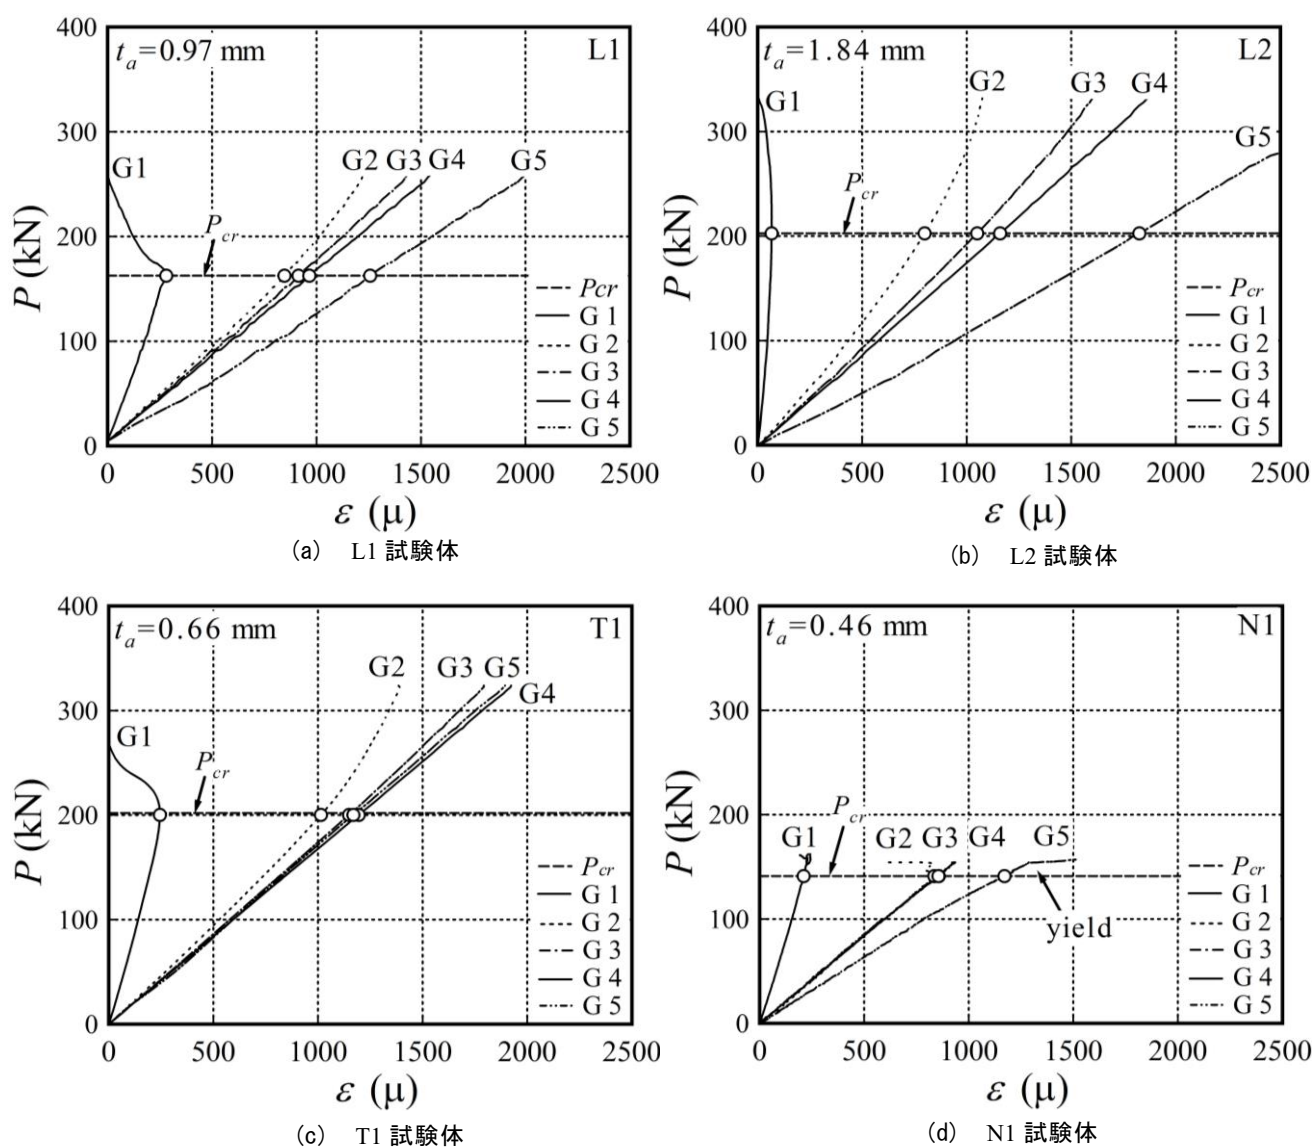 400
300
200
100
0
P (kN)
t_a=0.97 mm
L1
G1
G2
G3
G4
G5
P_cr
Pcr
G 1
G 2
G 3
G 4
G 5
0 500 1000 1500 2000 2500
ε (μ)
(a) L1 試験体
400
300
200
100
0
P (kN)
t_a=1.84 mm
L2
G1
G2
G3
G4
G5
P_cr
Pcr
G 1
G 2
G 3
G 4
G 5
0 500 1000 1500 2000 2500
ε (μ)
(b) L2 試験体
400
300
200
100
0
P (kN)
t_a=0.66 mm
T1
G1
G2
G3
G5
G4
P_cr
P_cr
G 1
G 2
G 3
G 4
G 5
0 500 1000 1500 2000 2500
ε (μ)
(c) T1 試験体
400
300
200
100
0
P (kN)
t_a=0.46 mm
N1
G1
G2
G3
G4
G5
P_cr
yield
P_cr
G 1
G 2
G 3
G 4
G 5
0 500 1000 1500 2000 2500
ε (μ)
(d) N1 試験体